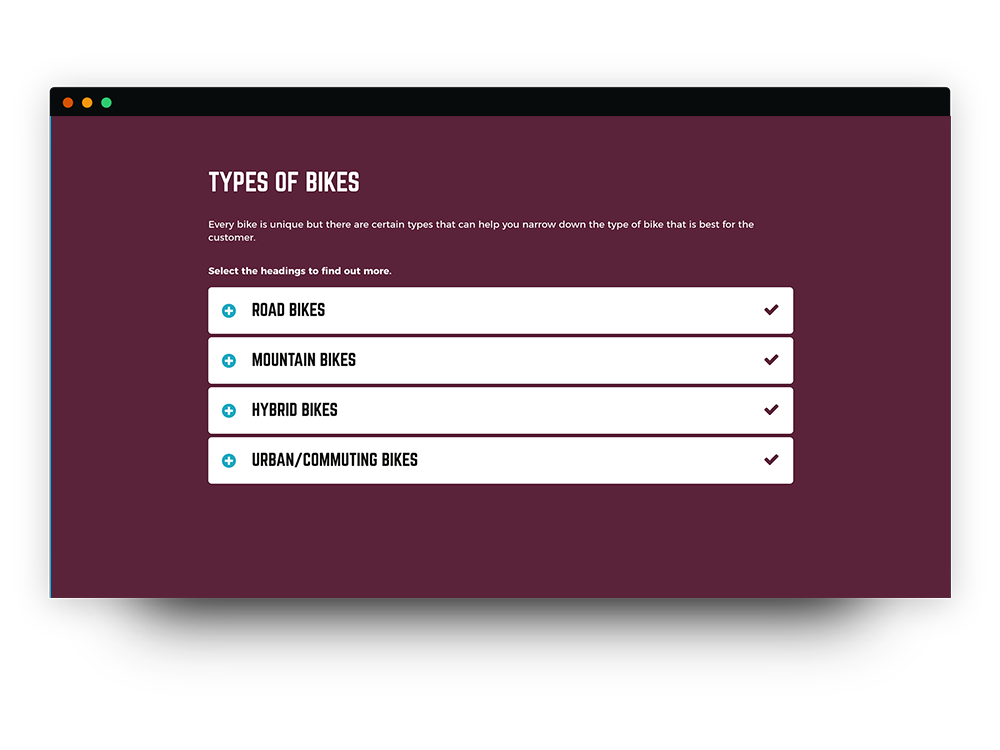 TYPES OF BIKES
Every bike is unique but there are certain types that can help you narrow down the type of bike that is best for the
customer.
Select the headings to find out more.
ROAD BIKES
MOUNTAIN BIKES
HYBRID BIKES
URBAN/COMMUTING BIKES